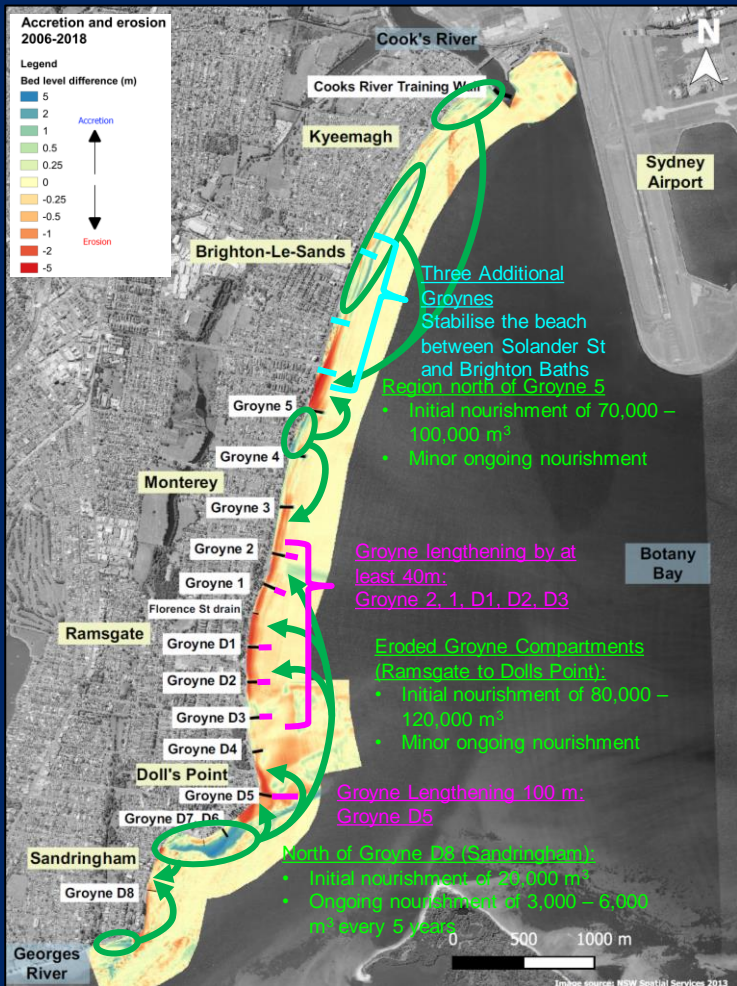 Accretion and erosion
2006-2018
Legend
Bed level difference (m)
5
2
1
0.5
0.25
0
-0.25
-0.5
-1
-2
-5
Accretion
Erosion
Cook's River
N
Cooks River Training Wall
Kyeemagh
Sydney
Airport
Brighton-Le-Sands
Three Additional
Groynes
Stabilise the beach
between Solander St
and Brighton Baths
Region north of Groyne 5
• Initial nourishment of 70,000 –
100,000 m³
• Minor ongoing nourishment
Groyne 5
Groyne 4
Monterey
Groyne 3
Groyne 2
Groyne 1
Florence St drain
Ramsgate
Groyne D1
Groyne D2
Groyne D3
Groyne D4
Groyne lengthening by at
least 40m:
Groyne 2, 1, D1, D2, D3
Botany
Bay
Eroded Groyne Compartments
(Ramsgate to Dolls Point):
• Initial nourishment of 80,000 –
120,000 m³
• Minor ongoing nourishment
Doll's Point
Groyne D5
Groyne D7, D6
Groyne Lengthening 100 m:
Groyne D5
Sandringham
Groyne D8
North of Groyne D8 (Sandringham):
• Initial nourishment of 20,000 m³
• Ongoing nourishment of 3,000 – 6,000
m³ every 5 years
Georges
River
0 500 1000 m
Image source: NSW Spatial Services 2013